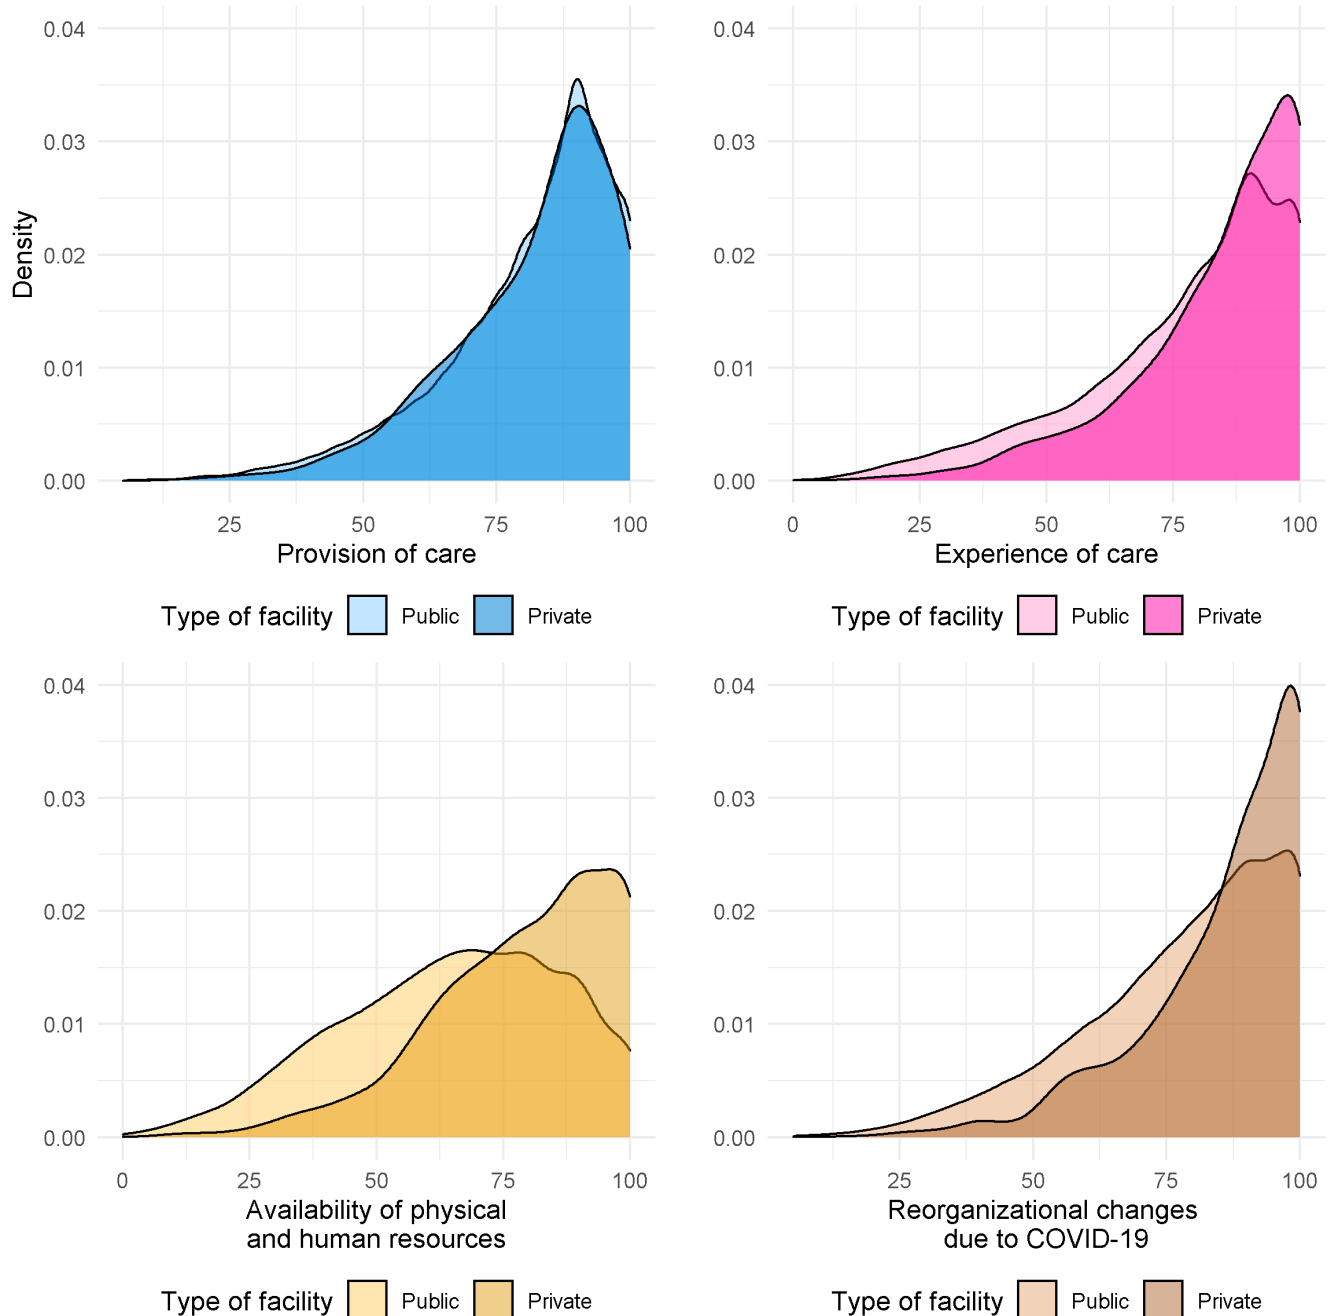 0.04
0.03
0.02
0.01
0.00
Density
25 50 75 100
Provision of care
Type of facility Public Private
0.04
0.03
0.02
0.01
0.00
0 25 50 75 100
Experience of care
Type of facility Public Private
0.04
0.03
0.02
0.01
0.00
0 25 50 75 100
Availability of physical
and human resources
Type of facility Public Private
0.04
0.03
0.02
0.01
0.00
25 50 75 100
Reorganizational changes
due to COVID-19
Type of facility Public Private